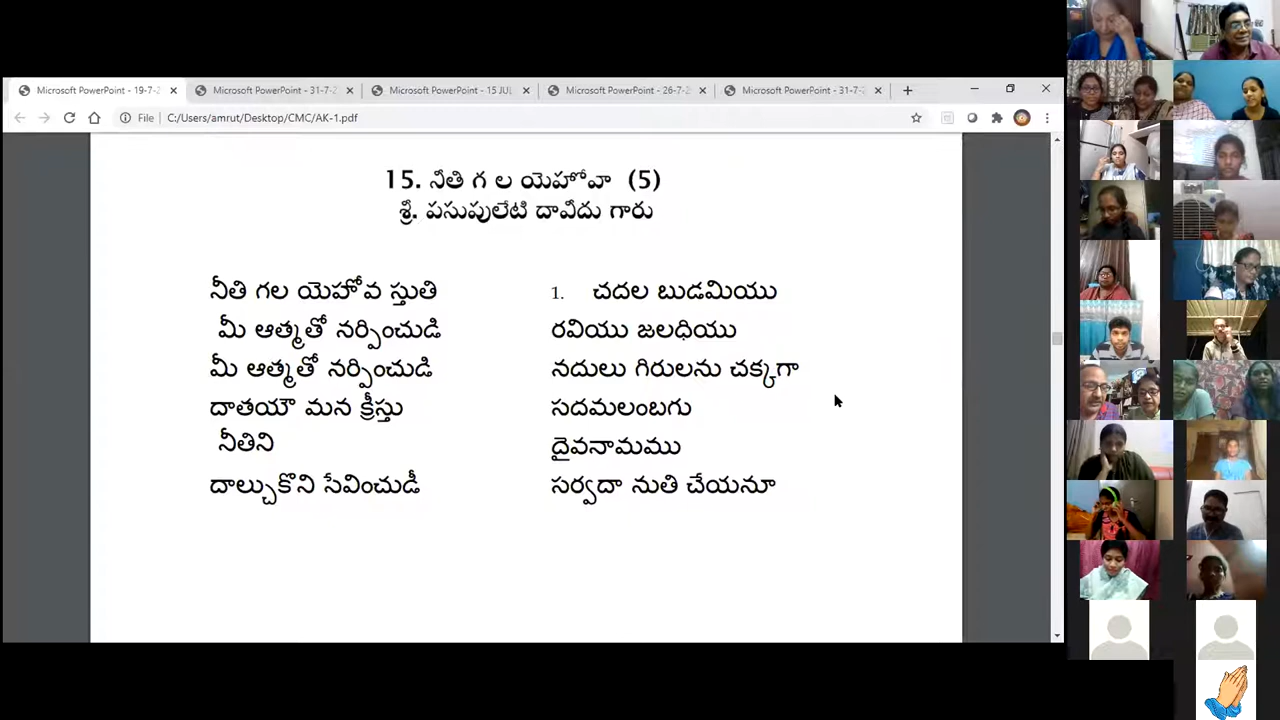 Microsoft PowerPoint - 19-7-2
Microsoft PowerPoint - 31-7-2
Microsoft PowerPoint - 15 JUL
Microsoft PowerPoint - 26-7-2
Microsoft PowerPoint - 31-7-2
File
C:/Users/amrut/Desktop/CMC/AK-1.pdf
15. నీతి గ ల యెహోవా (5)
శ్రీ. పసుపులేటి దావీదు గారు
నీతి గల యెహోవ స్తుతి
మీ ఆత్మతో నర్పించుడి
మీ ఆత్మతో నర్పించుడి
దాతయౌ మన క్రీస్తు
నీతిని
దాల్చుకొని సేవించుడీ
1. చదల బుడమియు
రవియు జలధియు
నదులు గిరులను చక్కగా
సదమలంబగు
దైవనామము
సర్వదా నుతి చేయనూ